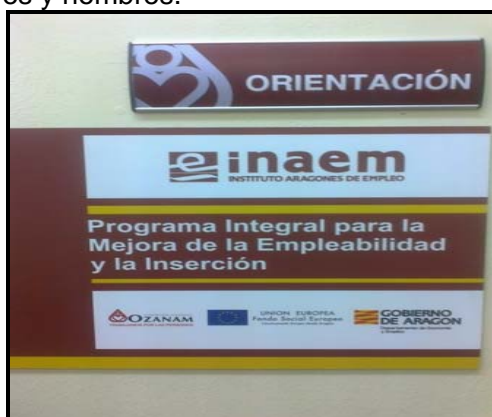 es y nombres.
ORIENTACIÓN
inaem
INSTITUTO ARAGONES DE EMPLEO
Programa Integral para la
Mejora de la Empleabilidad
y la Inserción
OZANAM
UNION EUROPEA
Fondo Social Europeo
GOBIERNO
DE ARAGON